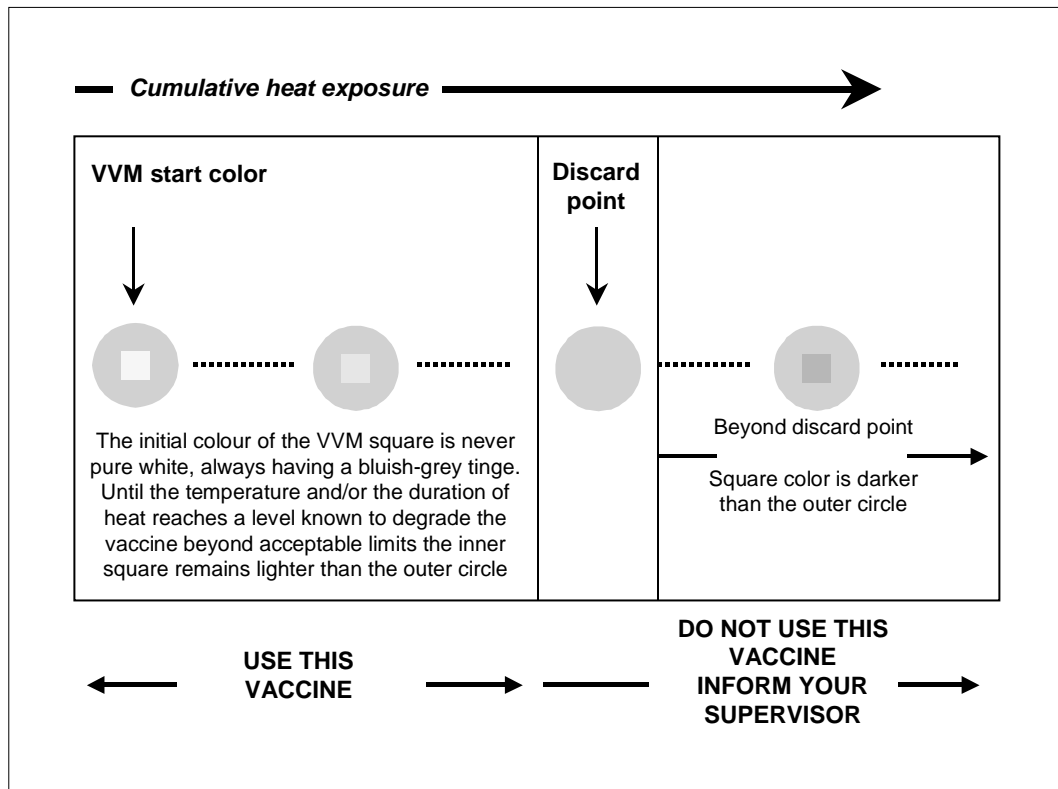 Cumulative heat exposure
VVM start color
Discard
point
The initial colour of the VVM square is never
pure white, always having a bluish-grey tinge.
Until the temperature and/or the duration of
heat reaches a level known to degrade the
vaccine beyond acceptable limits the inner
square remains lighter than the outer circle
Beyond discard point
Square color is darker
than the outer circle
USE THIS
VACCINE
DO NOT USE THIS
VACCINE
INFORM YOUR
SUPERVISOR